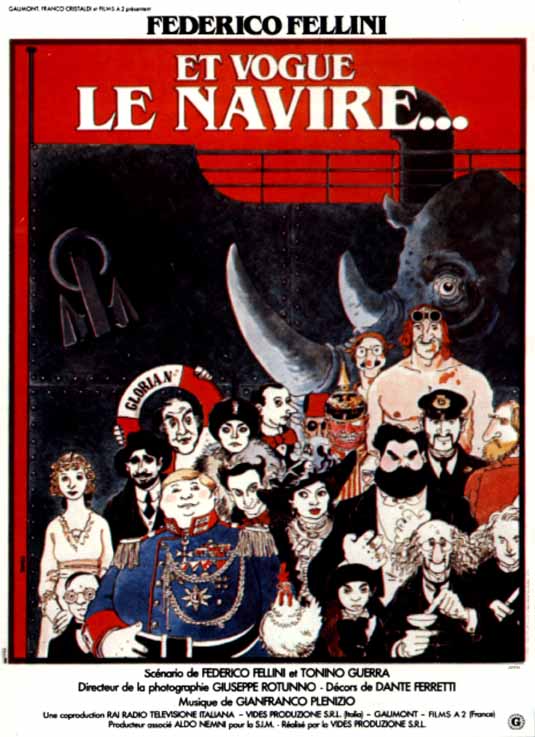 GAUMONT, FRANCO CRISTALDI et FILMS A 2 présentent
FEDERICO FELLINI
ET VOGUE
LE NAVIRE...
GLORIA N
Scénario de FEDERICO FELLINI et TONINO GUERRA
Directeur de la photographie GIUSEPPE ROTUNNO - Décors de DANTE FERRETTI
Musique de GIANFRANCO PLENIZIO
Une coproduction RAI RADIO TELEVISIONE ITALIANA - VIDES PRODUZIONE S.R.L. (Italia) - GAUMONT - FILMS A 2 (France)
Producteur associé ALDO NEMNI pour la S.I.M. - Réalisé par la VIDES PRODUZIONE S.R.L.
G